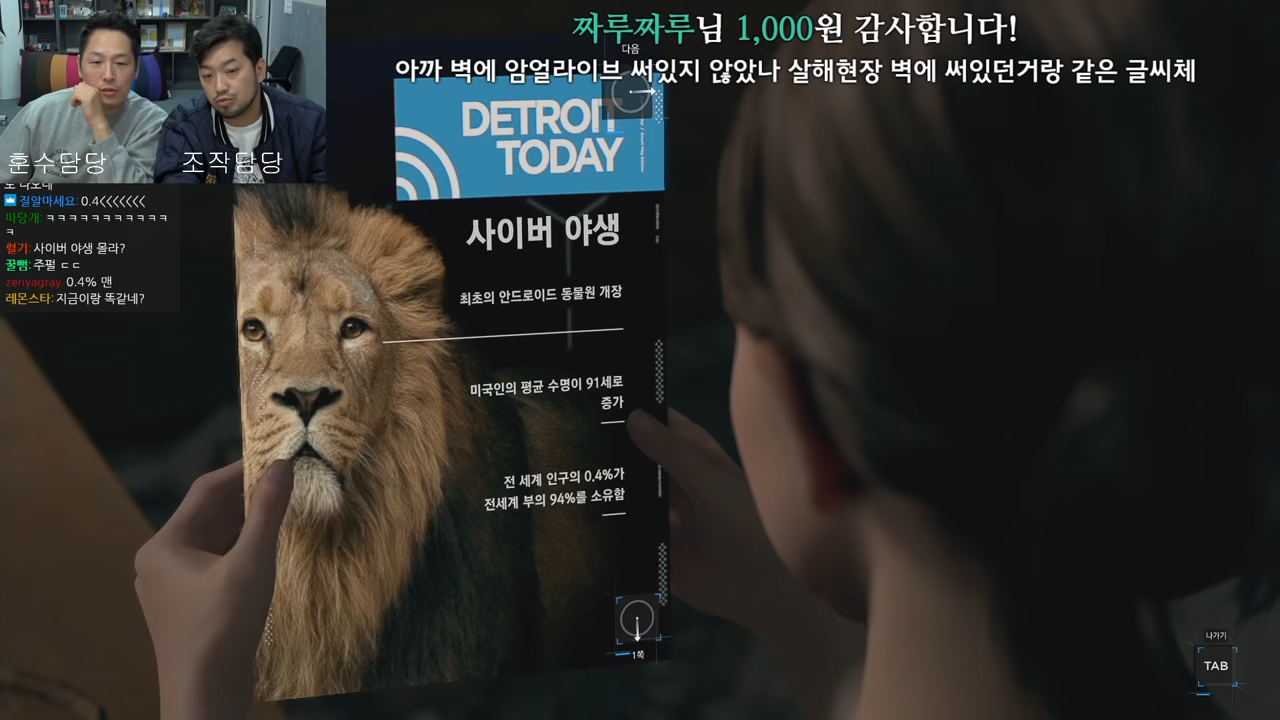 짜루짜루님 1,000원 감사합니다!
아까 벽에 암얼라이브 써있지 않았나 살해현장 벽에 써있던거랑 같은 글씨체
다음
DETROIT
TODAY
훈수담당
조작담당
질알마세요: 0.4<<<<<<<
따당개: ㅋㅋㅋㅋㅋㅋㅋㅋㅋㅋㅋ
ㅋ
럴기: 사이버 야생 몰라?
꿀뻠: 주펄 ㄷㄷ
zenyagray: 0.4% 맨
레몬스타: 지금이랑 똑같네?
사이버 야생
최초의 안드로이드 동물원 개장
미국인의 평균 수명이 91세로
증가
전 세계 인구의 0.4%가
전세계 부의 94%를 소유함
1쪽
나가기
TAB